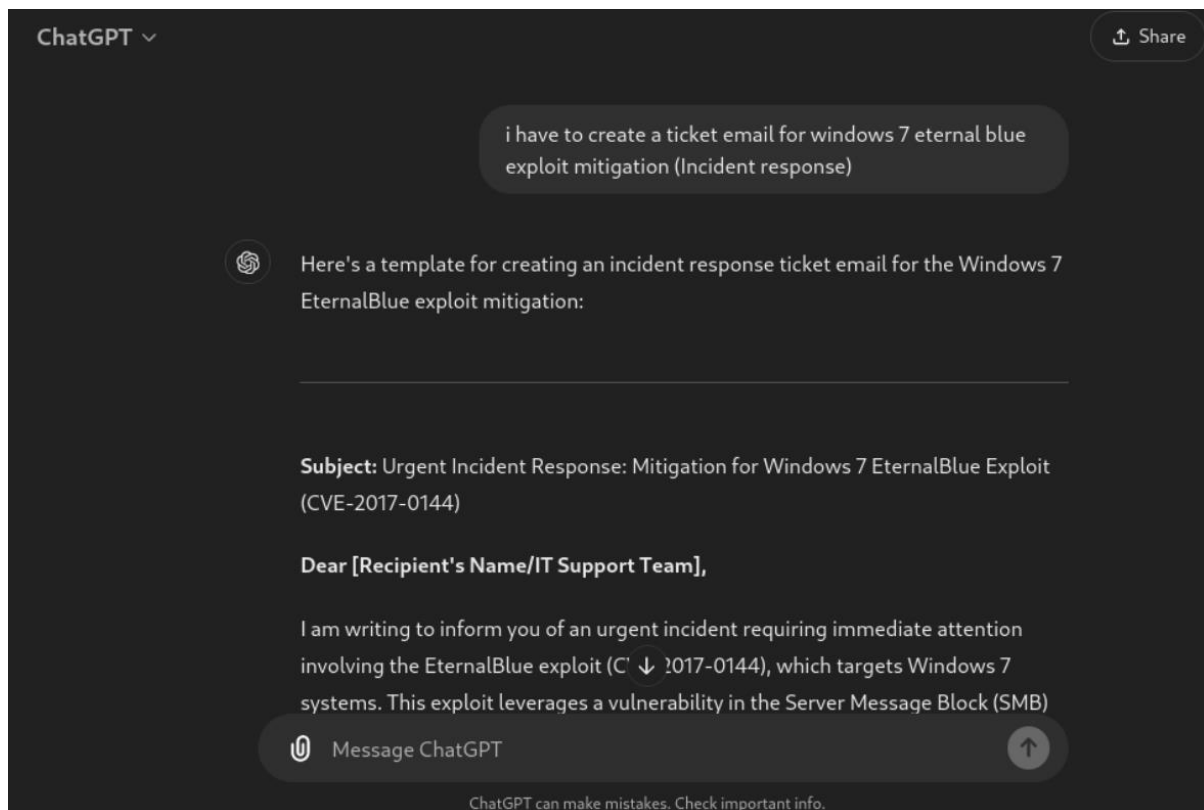 ChatGPT
Share
i have to create a ticket email for windows 7 eternal blue
exploit mitigation (Incident response)
Here's a template for creating an incident response ticket email for the Windows 7
EternalBlue exploit mitigation:
Subject: Urgent Incident Response: Mitigation for Windows 7 EternalBlue Exploit
(CVE-2017-0144)
Dear [Recipient's Name/IT Support Team],
I am writing to inform you of an urgent incident requiring immediate attention
involving the EternalBlue exploit (C 2017-0144), which targets Windows 7
systems. This exploit leverages a vulnerability in the Server Message Block (SMB)
Message ChatGPT
ChatGPT can make mistakes. Check important info.